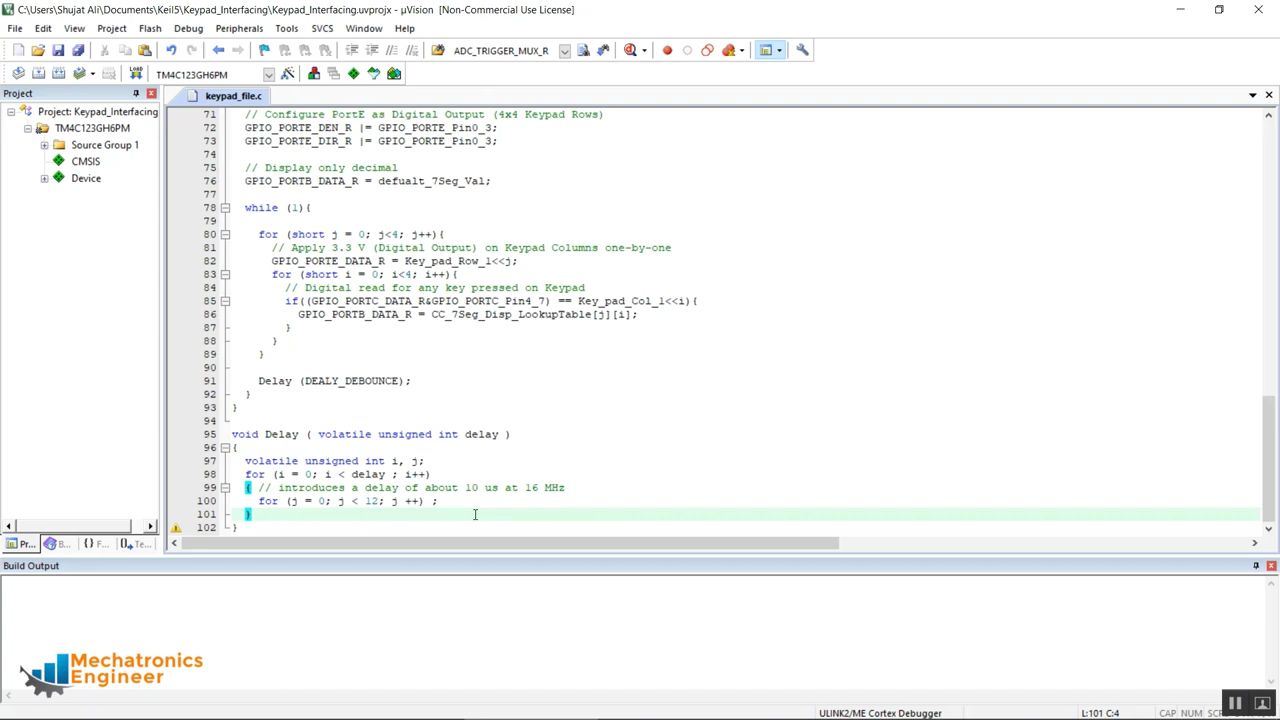 C:\Users\Shujat Ali\Documents\Keil5\Keypad_Interfacing\Keypad_Interfacing.uvprojx - µVision  [Non-Commercial Use License]
File Edit View Project Flash Debug Peripherals Tools SVCS Window Help
ADC_TRIGGER_MUX_R
LOAD TM4C123GH6PM
Project
keypad_file.c
Project: Keypad_Interfacing
TM4C123GH6PM
Source Group 1
CMSIS
Device
71 // Configure PortE as Digital Output (4x4 Keypad Rows)
72 GPIO_PORTE_DEN_R |= GPIO_PORTE_Pin0_3;
73 GPIO_PORTE_DIR_R |= GPIO_PORTE_Pin0_3;
74
75 // Display only decimal
76 GPIO_PORTB_DATA_R = defualt_7Seg_Val;
77
78 while (1){
79
80 for (short j = 0; j<4; j++){
81 // Apply 3.3 V (Digital Output) on Keypad Columns one-by-one
82 GPIO_PORTE_DATA_R = Key_pad_Row_1<<j;
83 for (short i = 0; i<4; i++){
84 // Digital read for any key pressed on Keypad
85 if((GPIO_PORTC_DATA_R&GPIO_PORTC_Pin4_7) == Key_pad_Col_1<<i){
86 GPIO_PORTB_DATA_R = CC_7Seg_Disp_LookupTable[j][i];
87 }
88 }
89 }
90
91 Delay (DEALY_DEBOUNCE);
92 }
93 }
94
95 void Delay ( volatile unsigned int delay )
96 {
97 volatile unsigned int i, j;
98 for (i = 0; i < delay ; i++)
99 { // introduces a delay of about 10 us at 16 MHz
100 for (j = 0; j < 12; j ++) ;
101 }
102 }
Pr... B... {} F... Te...
Build Output
Mechatronics
Engineer
ULINK2/ME Cortex Debugger L:101 C:4 CAP NUM